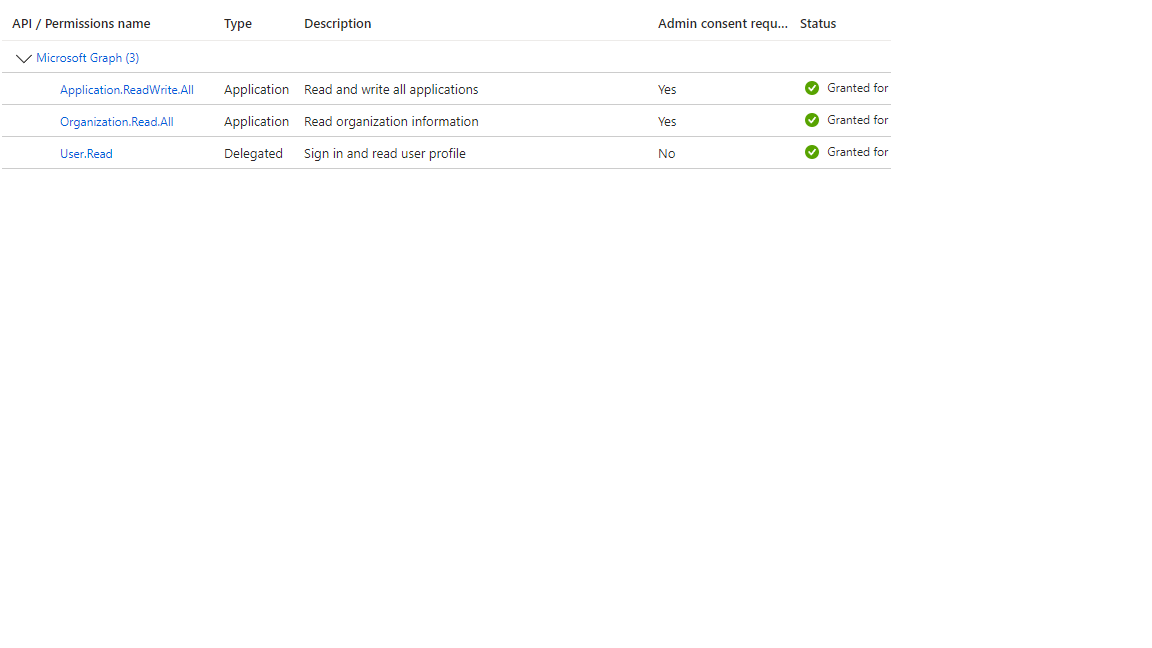 API / Permissions name Type Description Admin consent requ... Status
Microsoft Graph (3)
Application.ReadWrite.All Application Read and write all applications Yes Granted for
Organization.Read.All Application Read organization information Yes Granted for
User.Read Delegated Sign in and read user profile No Granted for